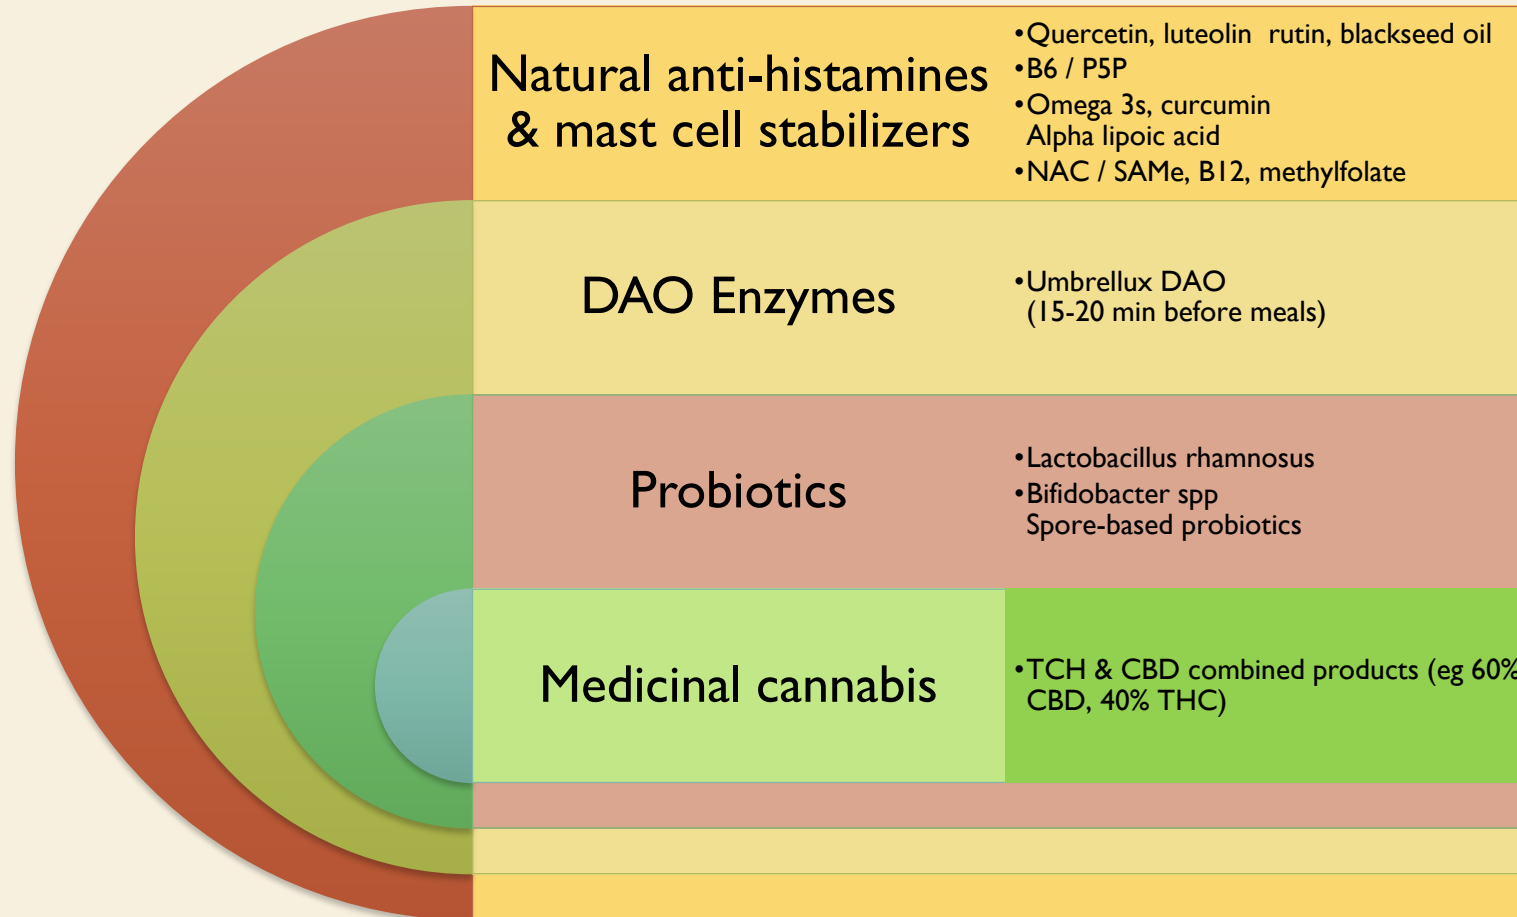 Natural anti-histamines
& mast cell stabilizers
•Quercetin, luteolin  rutin, blackseed oil
•B6 / P5P
•Omega 3s, curcumin
Alpha lipoic acid
•NAC / SAMe, B12, methylfolate
DAO Enzymes
•Umbrellux DAO
(15-20 min before meals)
Probiotics
•Lactobacillus rhamnosus
•Bifidobacter spp
Spore-based probiotics
Medicinal cannabis
•TCH & CBD combined products (eg 60%
CBD, 40% THC)